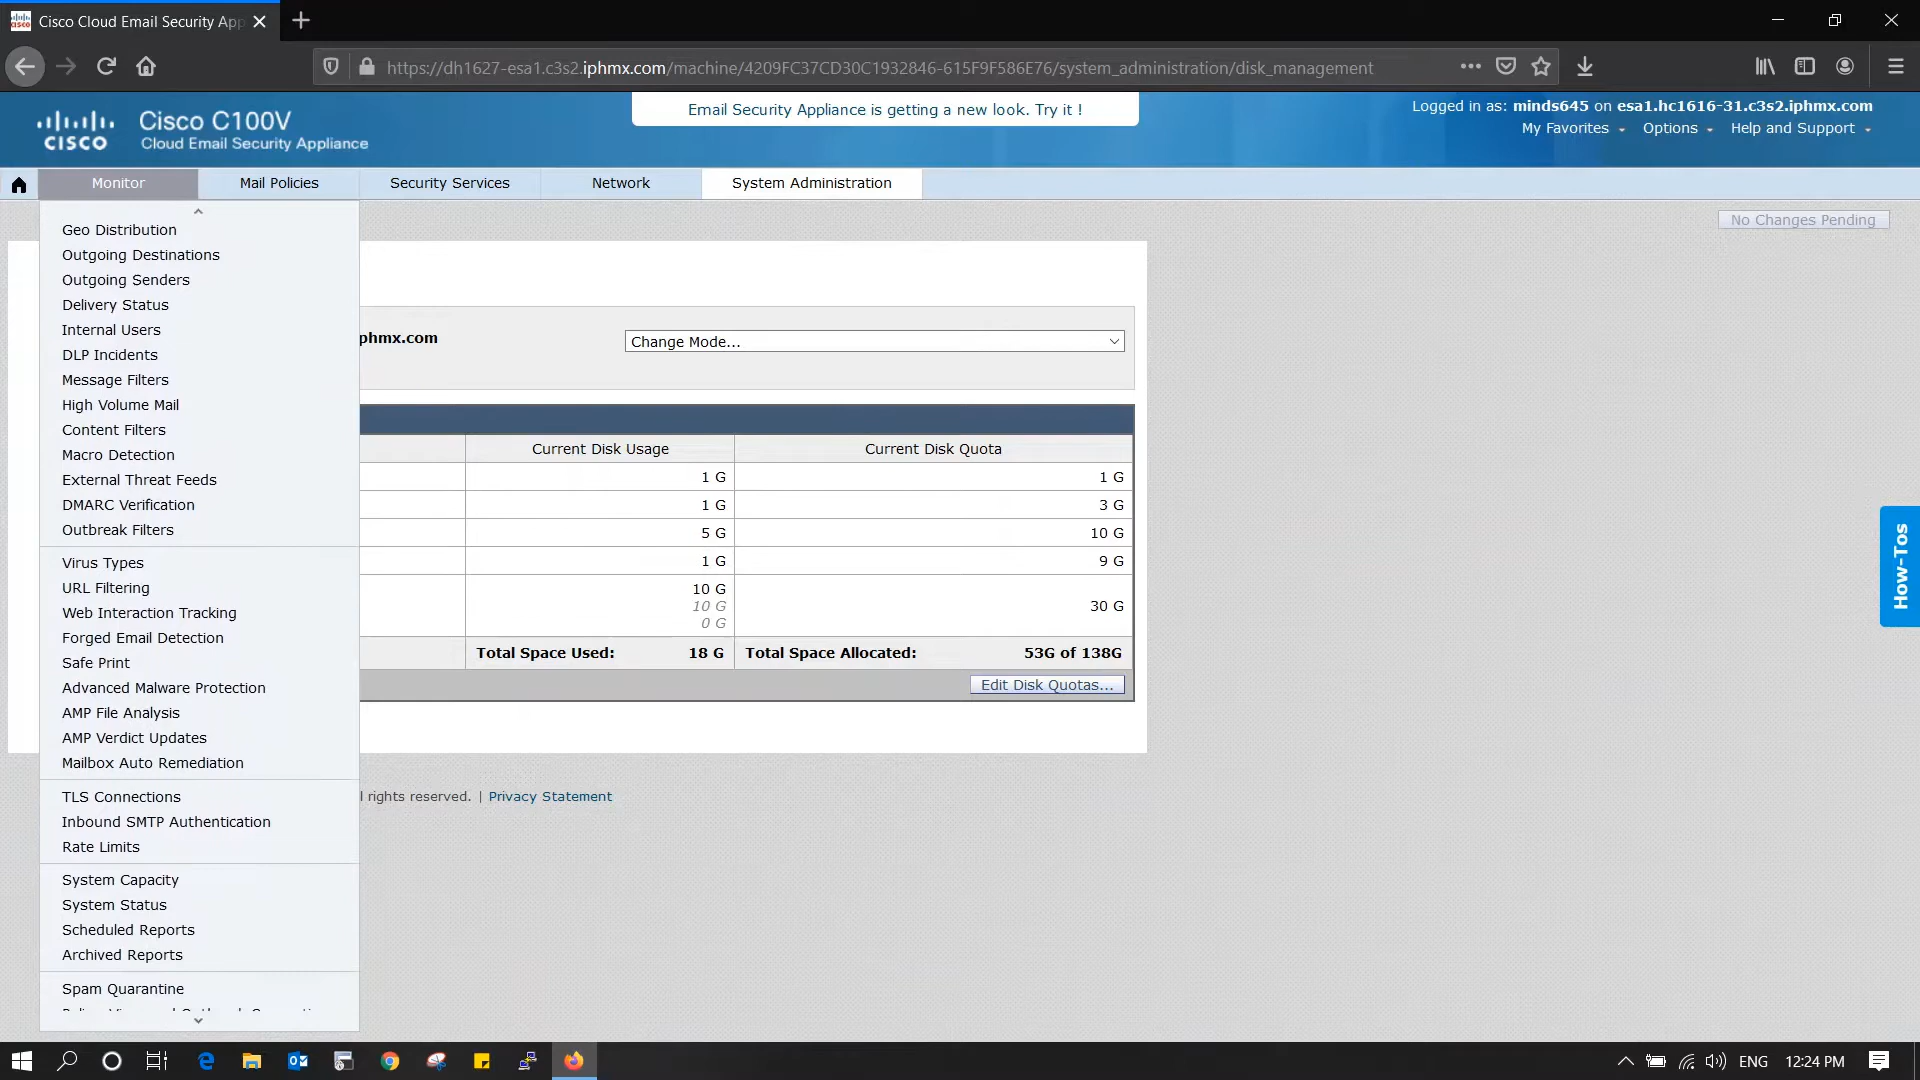 Cisco Cloud Email Security App
https://dh1627-esa1.c3s2.iphmx.com/machine/4209FC37CD30C1932846-615F9F586E76/system_administration/disk_management
CISCO
Cisco C100V
Cloud Email Security Appliance
Email Security Appliance is getting a new look. Try it !
Logged in as: minds645 on esa1.hc1616-31.c3s2.iphmx.com
My Favorites Options Help and Support
Monitor Mail Policies Security Services Network System Administration
No Changes Pending
Geo Distribution
Outgoing Destinations
Outgoing Senders
Delivery Status
Internal Users
DLP Incidents
Message Filters
High Volume Mail
Content Filters
Macro Detection
External Threat Feeds
DMARC Verification
Outbreak Filters
Virus Types
URL Filtering
Web Interaction Tracking
Forged Email Detection
Safe Print
Advanced Malware Protection
AMP File Analysis
AMP Verdict Updates
Mailbox Auto Remediation
TLS Connections
Inbound SMTP Authentication
Rate Limits
System Capacity
System Status
Scheduled Reports
Archived Reports
Spam Quarantine
phmx.com
Change Mode...
Current Disk Usage Current Disk Quota
1 G 1 G
1 G 3 G
5 G 10 G
1 G 9 G
10 G
10 G 30 G
0 G
Total Space Used: 18 G Total Space Allocated: 53G of 138G
Edit Disk Quotas...
l rights reserved. | Privacy Statement
How-Tos
ENG 12:24 PM